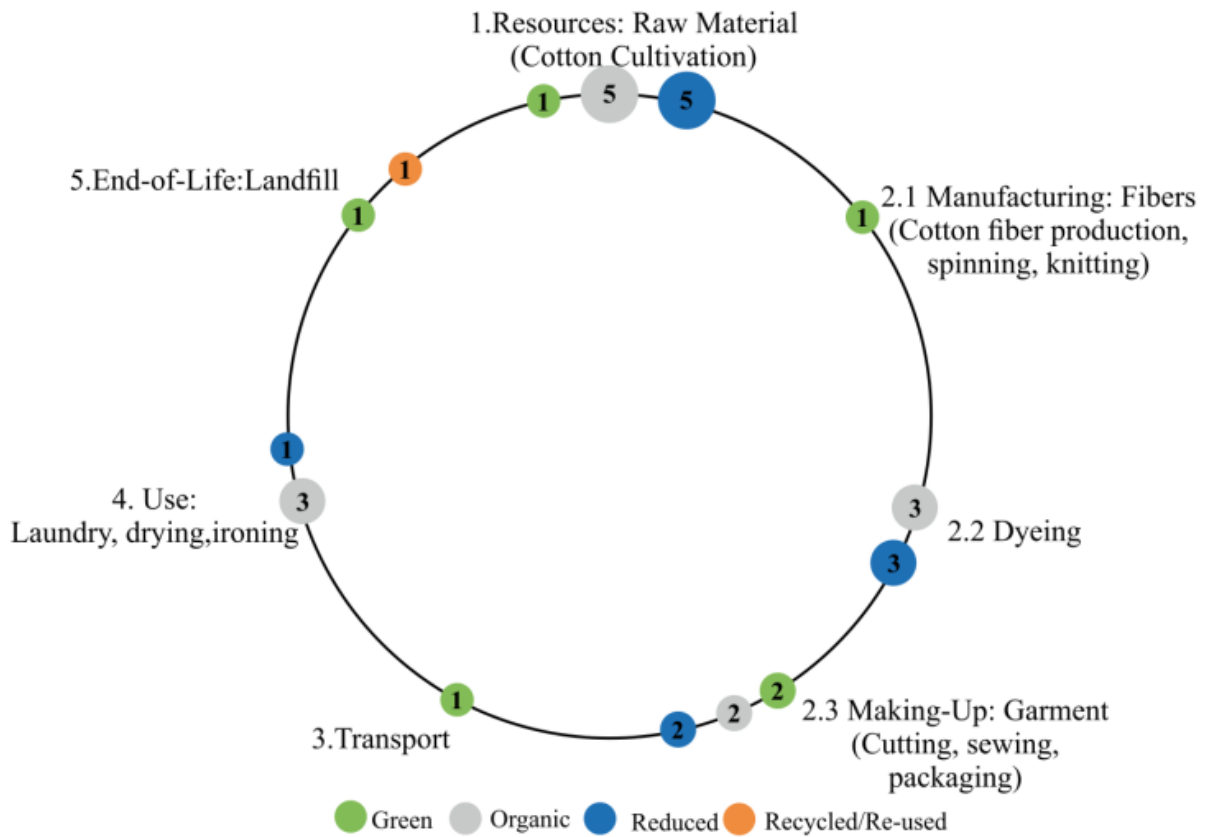 1.Resources: Raw Material
(Cotton Cultivation)
1
5
5
1
5.End-of-Life:Landfill
1
1
2.1 Manufacturing: Fibers
(Cotton fiber production,
spinning, knitting)
1
4. Use:
Laundry, drying,ironing
3
3
2.2 Dyeing
3
1
3.Transport
2
2
2
2.3 Making-Up: Garment
(Cutting, sewing,
packaging)
Green
Organic
Reduced
Recycled/Re-used